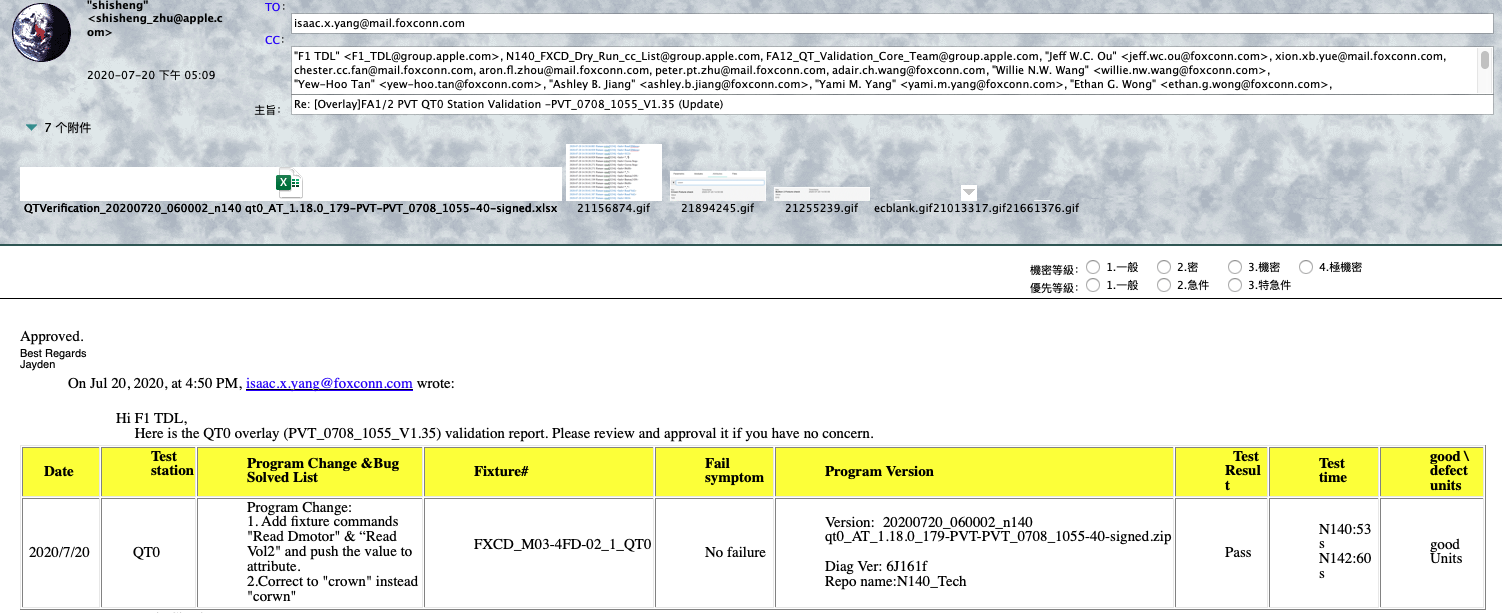 "shisheng"
<shisheng_zhu@apple.c
om>
2020-07-20 下午 05:09
TO:
isaac.x.yang@mail.foxconn.com
CC:
"F1 TDL" <F1_TDL@group.apple.com>, N140_FXCD_Dry_Run_cc_List@group.apple.com, FA12_QT_Validation_Core_Team@group.apple.com, "Jeff W.C. Ou" <jeff.wc.ou@foxconn.com>, xion.xb.yue@mail.foxconn.com,
chester.cc.fan@mail.foxconn.com, aron.fl.zhou@mail.foxconn.com, peter.pt.zhu@mail.foxconn.com, adair.ch.wang@foxconn.com, "Willie N.W. Wang" <willie.nw.wang@foxconn.com>,
"Yew-Hoo Tan" <yew-hoo.tan@foxconn.com>, "Ashley B. Jiang" <ashley.b.jiang@foxconn.com>, "Yami M. Yang" <yami.m.yang@foxconn.com>, "Ethan G. Wong" <ethan.g.wong@foxconn.com>,
主旨:
Re: [Overlay]FA1/2 PVT QT0 Station Validation -PVT_0708_1055_V1.35 (Update)
7 个附件
QTVerification_20200720_060002_n140 qt0_AT_1.18.0_179-PVT-PVT_0708_1055-40-signed.xlsx
21156874.gif
21894245.gif
21255239.gif
ecblank.gif21013317.gif21661376.gif
機密等級: 1.一般 2.密 3.機密 4.極機密
優先等級: 1.一般 2.急件 3.特急件
Approved.
Best Regards
Jayden
On Jul 20, 2020, at 4:50 PM, isaac.x.yang@foxconn.com wrote:
Hi F1 TDL,
Here is the QT0 overlay (PVT_0708_1055_V1.35) validation report. Please review and approval it if you have no concern.
Date
Test
station
Program Change &Bug
Solved List
Fixture#
Fail
symptom
Program Version
Test
Resul
t
Test
time
good \
defect
units
2020/7/20
QT0
Program Change:
1. Add fixture commands
"Read Dmotor" & “Read
Vol2" and push the value to
attribute.
2.Correct to "crown" instead
"corwn"
FXCD_M03-4FD-02_1_QT0
No failure
Version: 20200720_060002_n140
qt0_AT_1.18.0_179-PVT-PVT_0708_1055-40-signed.zip
Diag Ver: 6J161f
Repo name:N140_Tech
Pass
N140:53
s
N142:60
s
good
Units